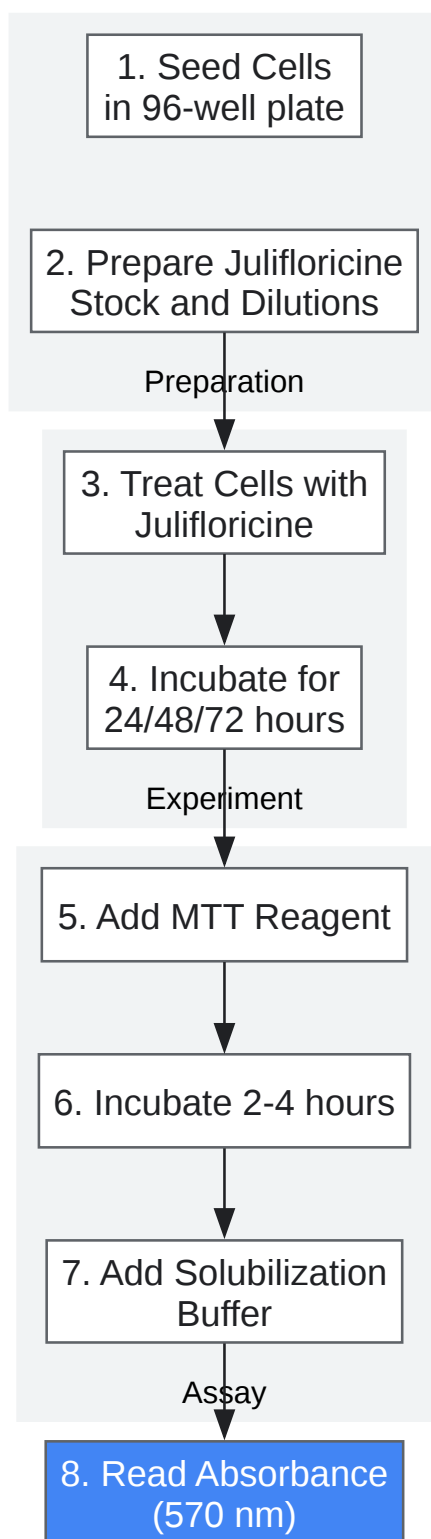 1. Seed Cells
in 96-well plate
2. Prepare Julifloricine
Stock and Dilutions
Preparation
3. Treat Cells with
Julifloricine
4. Incubate for
24/48/72 hours
Experiment
5. Add MTT Reagent
6. Incubate 2-4 hours
7. Add Solubilization
Buffer
Assay
8. Read Absorbance
(570 nm)